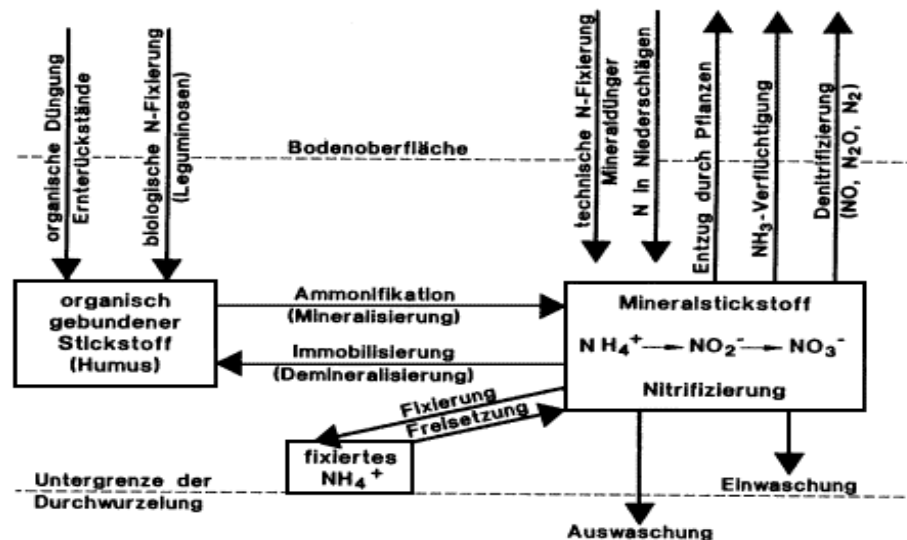 organische Düngung
Ernterückstände
biologische N-Fixierung
(Leguminosen)
technische N-Fixierung
Mineraldünger
N in Niederschlägen
Entzug durch Pflanzen
NH₃-Verflüchtigung
Denitrifizierung
(NO, N₂O, N₂)
Bodenoberfläche
organisch
gebundener
Stickstoff
(Humus)
Ammonifikation
(Mineralisierung)
Immobilisierung
(Demineralisierung)
Mineralstickstoff
NH₄⁺ → NO₂⁻ → NO₃⁻
Nitrifizierung
Fixierung
Freisetzung
fixiertes
NH₄⁺
Untergrenze der
Durchwurzelung
Einwaschung
Auswaschung